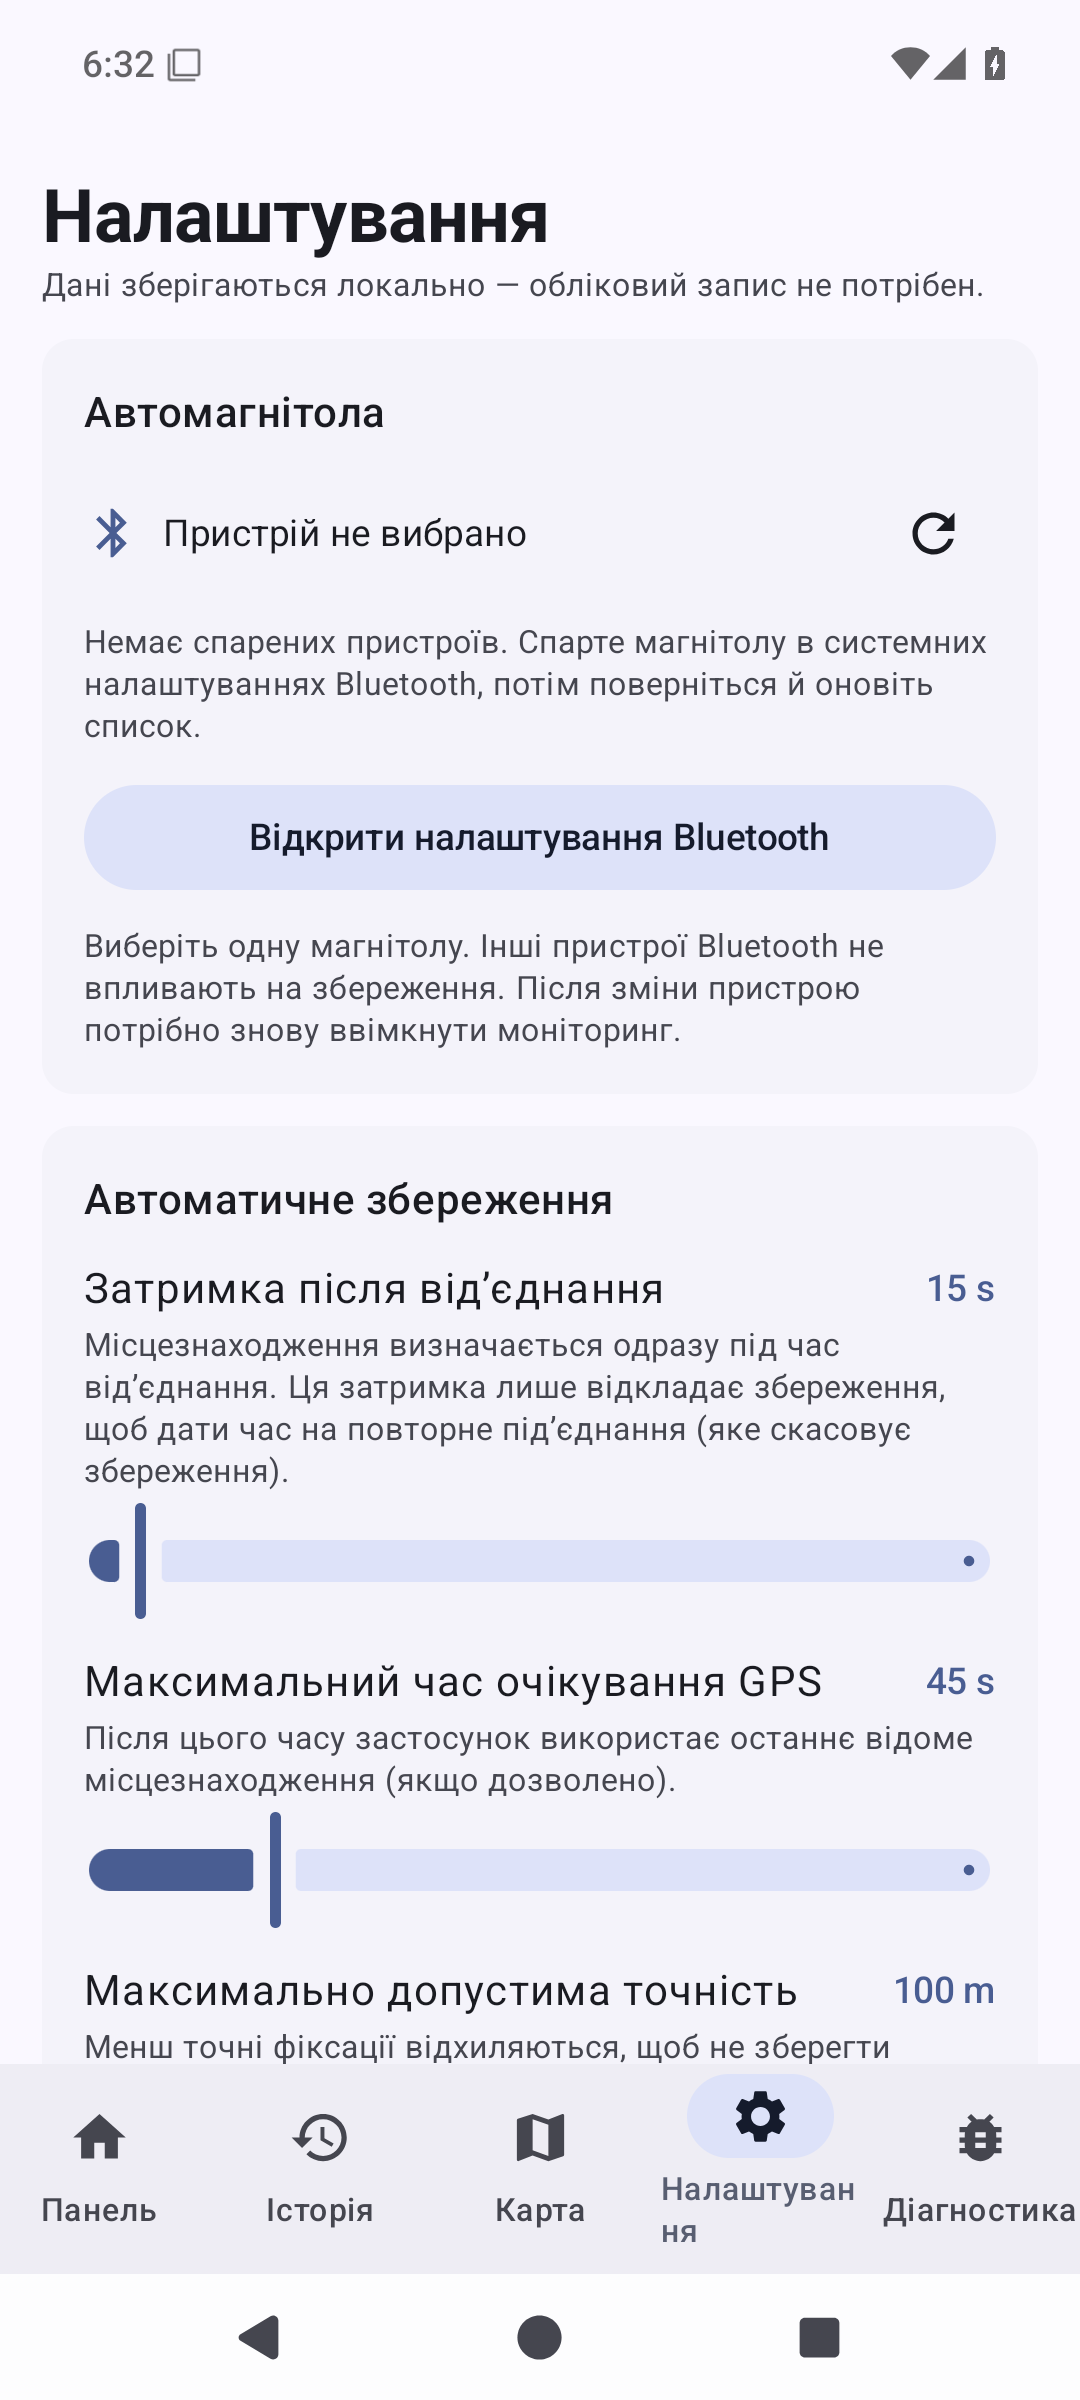 6:32
Налаштування
Дані зберігаються локально — обліковий запис не потрібен.
Автомагнітола
Пристрій не вибрано
Немає спарених пристроїв. Спарте магнітолу в системних
налаштуваннях Bluetooth, потім поверніться й оновіть
список.
Відкрити налаштування Bluetooth
Виберіть одну магнітолу. Інші пристрої Bluetooth не
впливають на збереження. Після зміни пристрою
потрібно знову ввімкнути моніторинг.
Автоматичне збереження
Затримка після від’єднання 15 s
Місцезнаходження визначається одразу під час
від’єднання. Ця затримка лише відкладає збереження,
щоб дати час на повторне під’єднання (яке скасовує
збереження).
Максимальний час очікування GPS 45 s
Після цього часу застосунок використає останнє відоме
місцезнаходження (якщо дозволено).
Максимально допустима точність 100 m
Менш точні фіксації відхиляються, щоб не зберегти
Панель Історія Карта Налаштуван
ня Діагностика